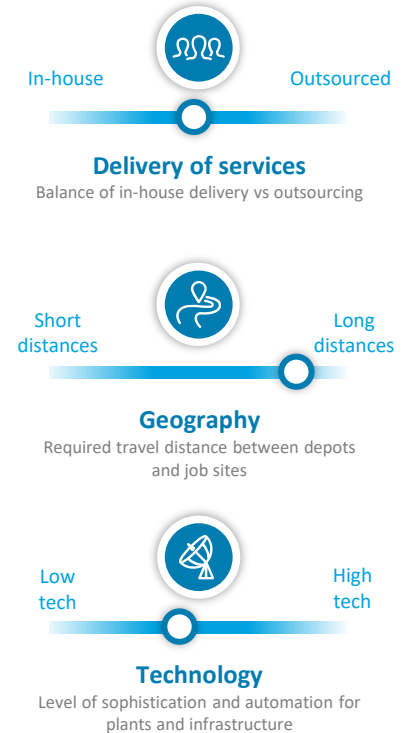 In-house
Outsourced
Delivery of services
Balance of in-house delivery vs outsourcing
Short
distances
Long
distances
Geography
Required travel distance between depots
and job sites
Low
tech
High
tech
Technology
Level of sophistication and automation for
plants and infrastructure